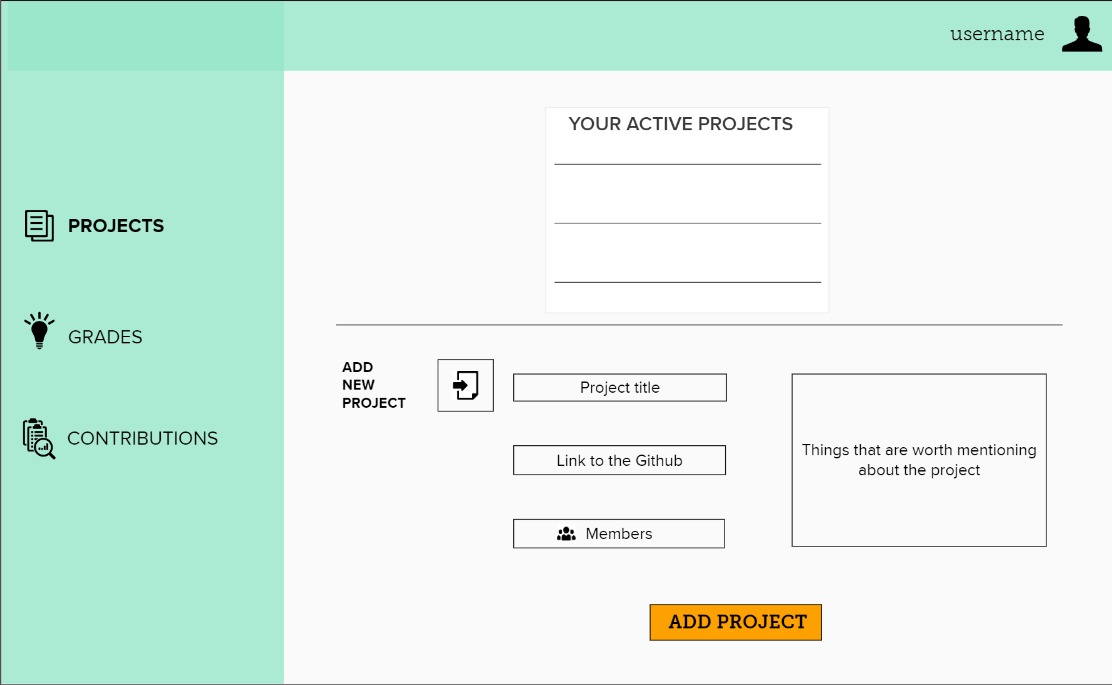 username
PROJECTS
GRADES
CONTRIBUTIONS
YOUR ACTIVE PROJECTS
ADD
NEW
PROJECT
Project title
Link to the Github
Members
Things that are worth mentioning
about the project
ADD PROJECT